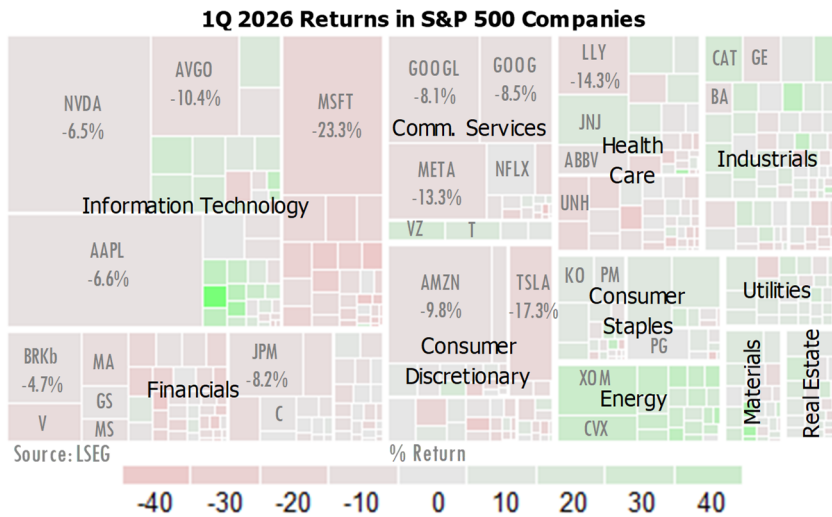 1Q 2026 Returns in S&P 500 Companies
NVDA
-6.5%
AVGO
-10.4%
MSFT
-23.3%
Information Technology
AAPL
-6.6%
GOOGL
-8.1%
GOOG
-8.5%
Comm. Services
META
-13.3%
NFLX
VZ
T
LLY
-14.3%
JNJ
ABBV
Health
Care
UNH
CAT
GE
BA
Industrials
AMZN
-9.8%
TSLA
-17.3%
Consumer
Discretionary
KO
PM
Consumer
Staples
PG
Utilities
BRKb
-4.7%
MA
GS
V
MS
Financials
JPM
-8.2%
C
XOM
Energy
CVX
Materials
Real Estate
Source: LSEG
% Return
-40 -30 -20 -10 0 10 20 30 40